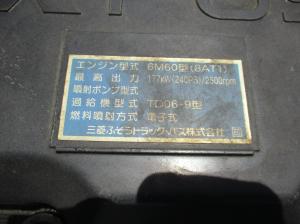 エンジン型式 6M60型(8AT1)
最高出力 177kW(240PS)/2500rpm
噴射ポンプ型式
過給機型式 TD06-9型
燃料噴射方式 電子式
三菱ふそうトラック・バス株式会社